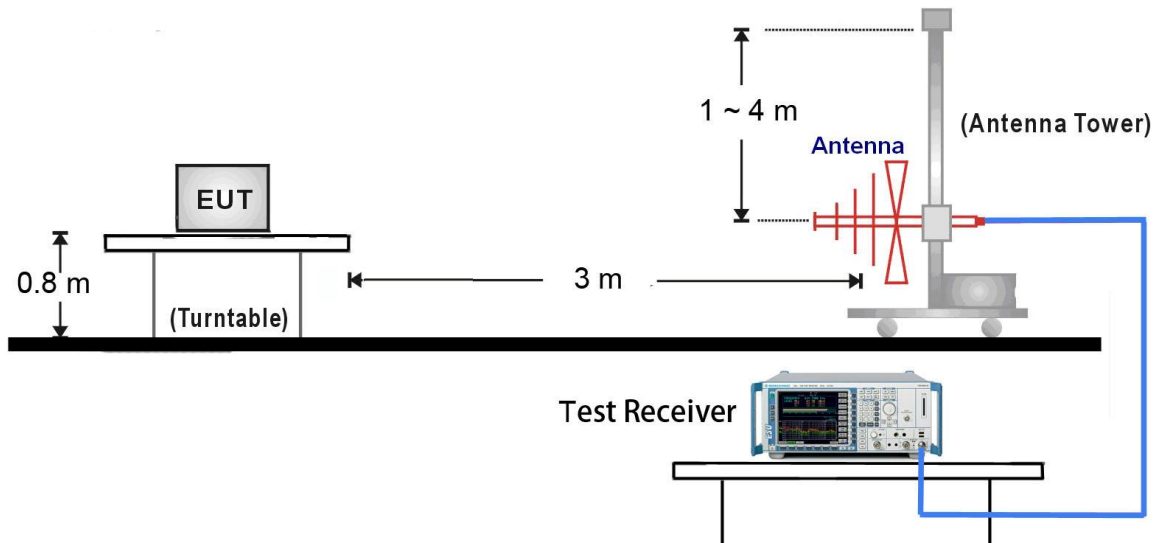 1 ~ 4 m
(Antenna Tower)
Antenna
EUT
0.8 m
3 m
(Turntable)
Test Receiver